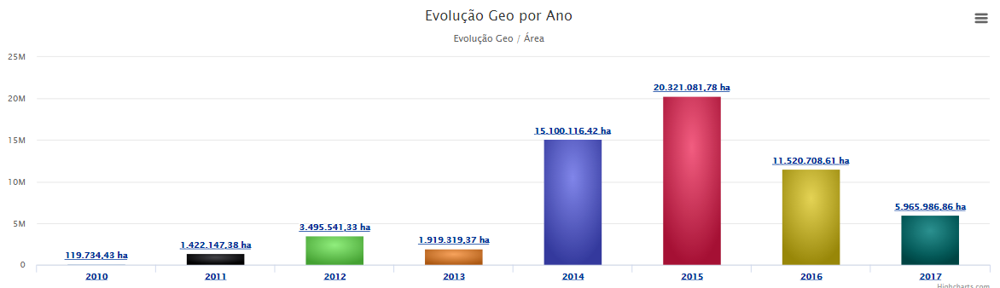 Evolução Geo por Ano
Evolução Geo / Área
25M
20M
15M
10M
5M
0
119.734,43 ha
1.422.147,38 ha
3.495.541,33 ha
1.919.319,37 ha
15.100.116,42 ha
20.321.081,78 ha
11.520.708,61 ha
5.965.986,86 ha
2010 2011 2012 2013 2014 2015 2016 2017
Highcharts.com